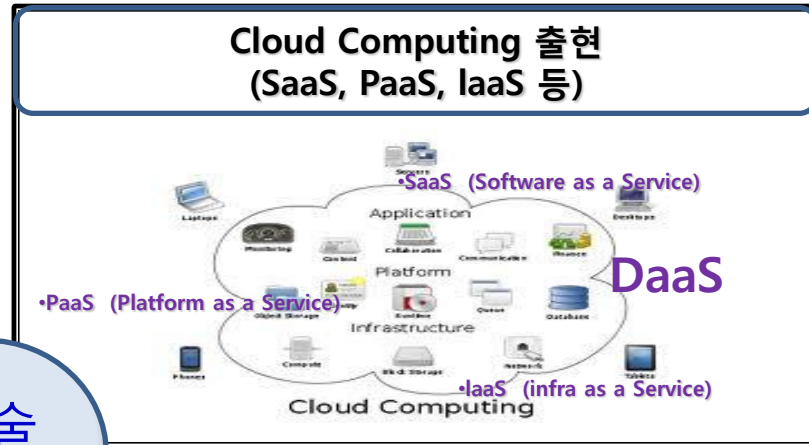 Cloud Computing 출현
(SaaS, PaaS, IaaS 등)
Servers
•SaaS (Software as a Service)
Laptops
Application
Desktops
Monitoring
Content
Collaboration
Communication
Finance
Platform
DaaS
•PaaS (Platform as a Service)
Object Storage
Runtime
Queue
Database
Infrastructure
Phones
Compute
Block Storage
Network
Tablets
•IaaS (infra as a Service)
Cloud Computing
술